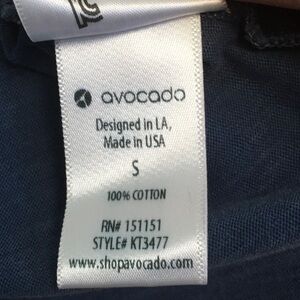 avocado
Designed in LA,
Made in USA
S
100% COTTON
RN# 151151
STYLE# KT3477
www.shopavocado.com